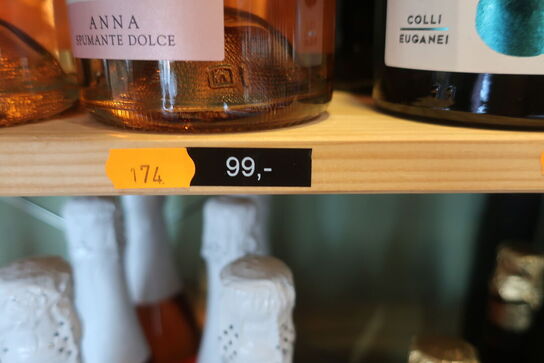 ANNA
SPUMANTE DOLCE
COLLI
EUGANEI
174
99,-